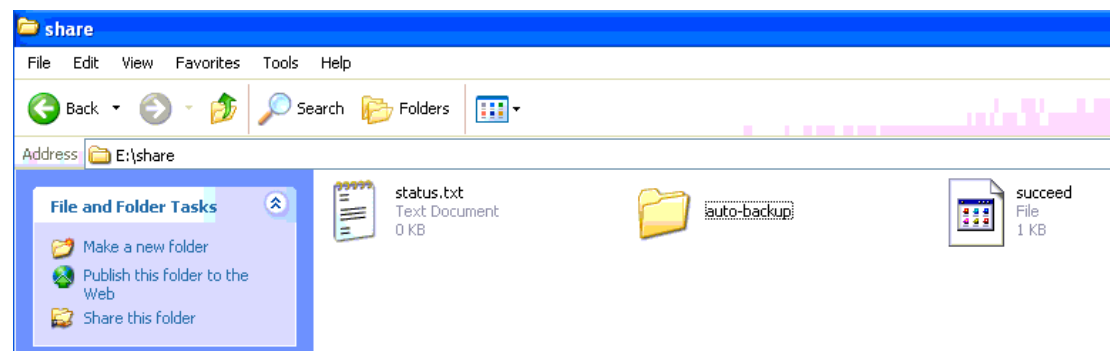 share
File Edit View Favorites Tools Help
Back Search Folders
Address E:\share
File and Folder Tasks
Make a new folder
Publish this folder to the
Web
Share this folder
status.txt
Text Document
0 KB
auto-backup
succeed
File
1 KB